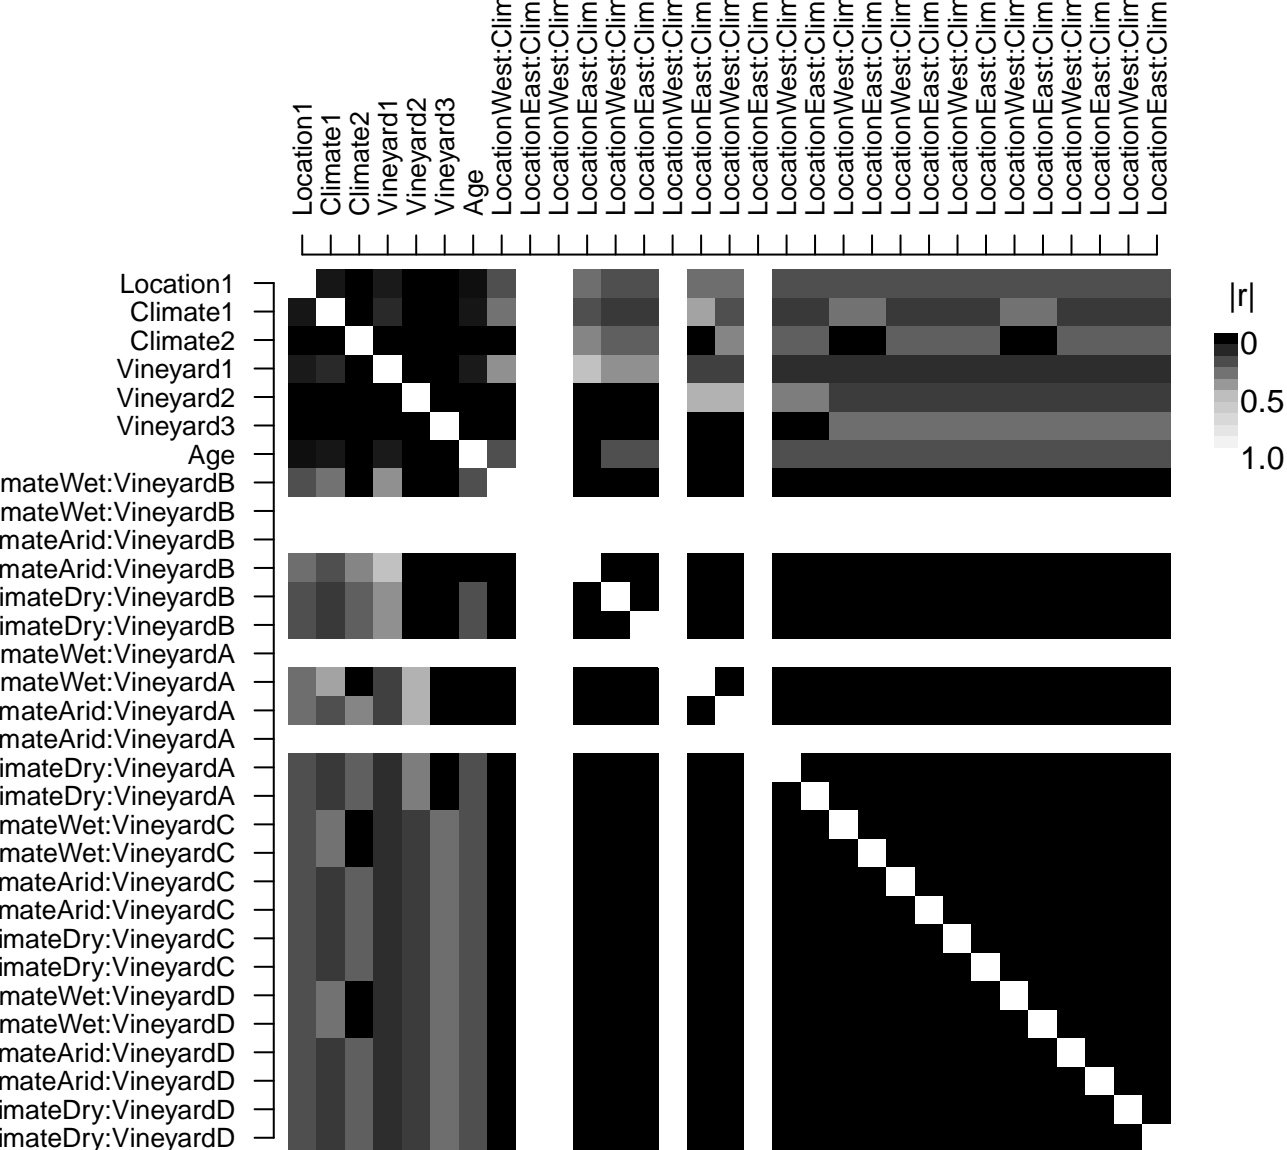 Location1
Climate1
Climate2
Vineyard1
Vineyard2
Vineyard3
Age
LocationWest:Clim
LocationEast:Clim
LocationWest:Clim
LocationEast:Clim
LocationWest:Clim
LocationEast:Clim
LocationWest:Clim
LocationEast:Clim
LocationWest:Clim
LocationEast:Clim
LocationWest:Clim
LocationEast:Clim
LocationWest:Clim
LocationEast:Clim
LocationWest:Clim
LocationEast:Clim
LocationWest:Clim
LocationEast:Clim
LocationWest:Clim
LocationEast:Clim
LocationWest:Clim
LocationEast:Clim
LocationWest:Clim
LocationEast:Clim
Location1
Climate1
Climate2
Vineyard1
Vineyard2
Vineyard3
Age
mateWet:VineyardB
mateWet:VineyardB
mateArid:VineyardB
mateArid:VineyardB
imateDry:VineyardB
imateDry:VineyardB
mateWet:VineyardA
mateWet:VineyardA
mateArid:VineyardA
mateArid:VineyardA
imateDry:VineyardA
imateDry:VineyardA
mateWet:VineyardC
mateWet:VineyardC
mateArid:VineyardC
mateArid:VineyardC
imateDry:VineyardC
imateDry:VineyardC
mateWet:VineyardD
mateWet:VineyardD
mateArid:VineyardD
mateArid:VineyardD
imateDry:VineyardD
imateDry:VineyardD
|r|
0
0.5
1.0